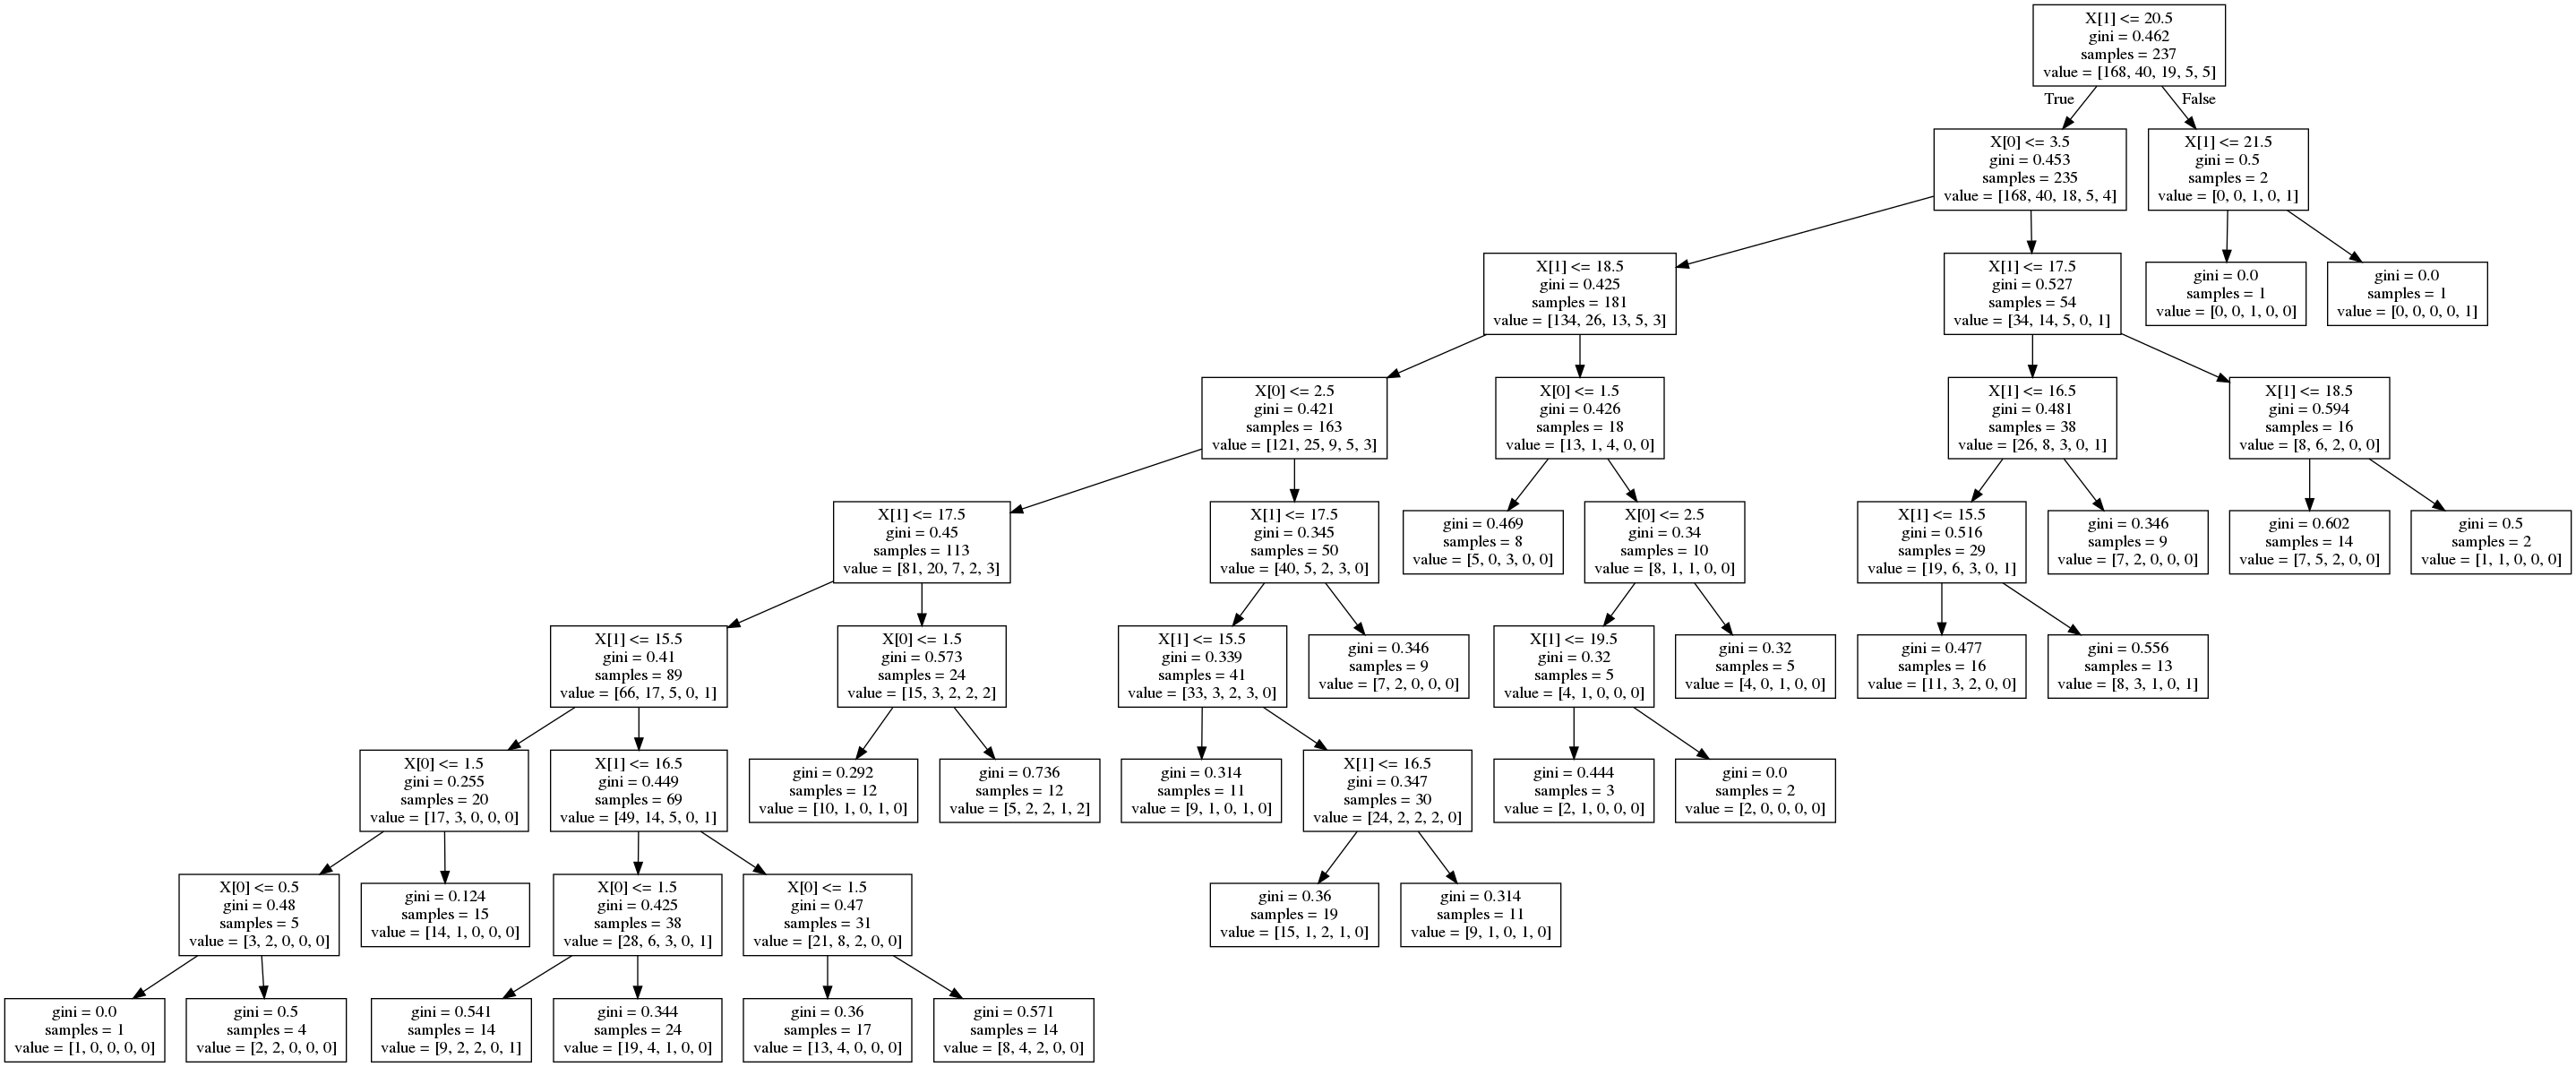 X[1] <= 20.5
gini = 0.462
samples = 237
value = [168, 40, 19, 5, 5]
True
False
X[0] <= 3.5
gini = 0.453
samples = 235
value = [168, 40, 18, 5, 4]
X[1] <= 21.5
gini = 0.5
samples = 2
value = [0, 0, 1, 0, 1]
X[1] <= 18.5
gini = 0.425
samples = 181
value = [134, 26, 13, 5, 3]
X[1] <= 17.5
gini = 0.527
samples = 54
value = [34, 14, 5, 0, 1]
gini = 0.0
samples = 1
value = [0, 0, 1, 0, 0]
gini = 0.0
samples = 1
value = [0, 0, 0, 0, 1]
X[0] <= 2.5
gini = 0.421
samples = 163
value = [121, 25, 9, 5, 3]
X[0] <= 1.5
gini = 0.426
samples = 18
value = [13, 1, 4, 0, 0]
X[1] <= 16.5
gini = 0.481
samples = 38
value = [26, 8, 3, 0, 1]
X[1] <= 18.5
gini = 0.594
samples = 16
value = [8, 6, 2, 0, 0]
X[1] <= 17.5
gini = 0.45
samples = 113
value = [81, 20, 7, 2, 3]
X[1] <= 17.5
gini = 0.345
samples = 50
value = [40, 5, 2, 3, 0]
gini = 0.469
samples = 8
value = [5, 0, 3, 0, 0]
X[0] <= 2.5
gini = 0.34
samples = 10
value = [8, 1, 1, 0, 0]
X[1] <= 15.5
gini = 0.516
samples = 29
value = [19, 6, 3, 0, 1]
gini = 0.346
samples = 9
value = [7, 2, 0, 0, 0]
gini = 0.602
samples = 14
value = [7, 5, 2, 0, 0]
gini = 0.5
samples = 2
value = [1, 1, 0, 0, 0]
X[1] <= 15.5
gini = 0.41
samples = 89
value = [66, 17, 5, 0, 1]
X[0] <= 1.5
gini = 0.573
samples = 24
value = [15, 3, 2, 2, 2]
X[1] <= 15.5
gini = 0.339
samples = 41
value = [33, 3, 2, 3, 0]
gini = 0.346
samples = 9
value = [7, 2, 0, 0, 0]
X[1] <= 19.5
gini = 0.32
samples = 5
value = [4, 1, 0, 0, 0]
gini = 0.32
samples = 5
value = [4, 0, 1, 0, 0]
gini = 0.477
samples = 16
value = [11, 3, 2, 0, 0]
gini = 0.556
samples = 13
value = [8, 3, 1, 0, 1]
X[0] <= 1.5
gini = 0.255
samples = 20
value = [17, 3, 0, 0, 0]
X[1] <= 16.5
gini = 0.449
samples = 69
value = [49, 14, 5, 0, 1]
gini = 0.292
samples = 12
value = [10, 1, 0, 1, 0]
gini = 0.736
samples = 12
value = [5, 2, 2, 1, 2]
gini = 0.314
samples = 11
value = [9, 1, 0, 1, 0]
X[1] <= 16.5
gini = 0.347
samples = 30
value = [24, 2, 2, 2, 0]
gini = 0.444
samples = 3
value = [2, 1, 0, 0, 0]
gini = 0.0
samples = 2
value = [2, 0, 0, 0, 0]
X[0] <= 0.5
gini = 0.48
samples = 5
value = [3, 2, 0, 0, 0]
gini = 0.124
samples = 15
value = [14, 1, 0, 0, 0]
X[0] <= 1.5
gini = 0.425
samples = 38
value = [28, 6, 3, 0, 1]
X[0] <= 1.5
gini = 0.47
samples = 31
value = [21, 8, 2, 0, 0]
gini = 0.36
samples = 19
value = [15, 1, 2, 1, 0]
gini = 0.314
samples = 11
value = [9, 1, 0, 1, 0]
gini = 0.0
samples = 1
value = [1, 0, 0, 0, 0]
gini = 0.5
samples = 4
value = [2, 2, 0, 0, 0]
gini = 0.541
samples = 14
value = [9, 2, 2, 0, 1]
gini = 0.344
samples = 24
value = [19, 4, 1, 0, 0]
gini = 0.36
samples = 17
value = [13, 4, 0, 0, 0]
gini = 0.571
samples = 14
value = [8, 4, 2, 0, 0]